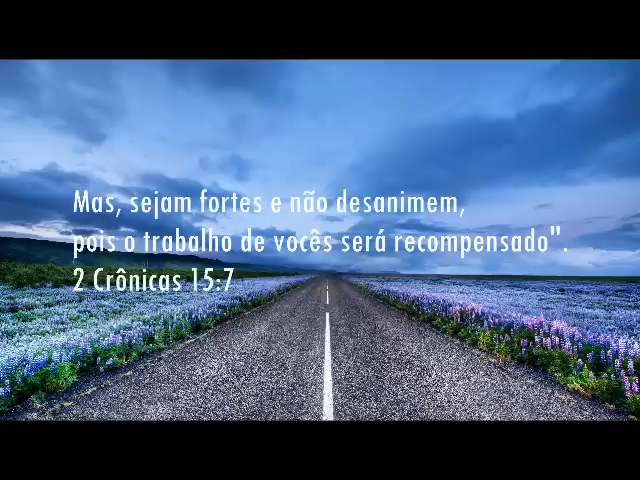 Mas, sejam fortes e não desanimem,
pois o trabalho de vocês será recompensado".
2 Crônicas 15:7